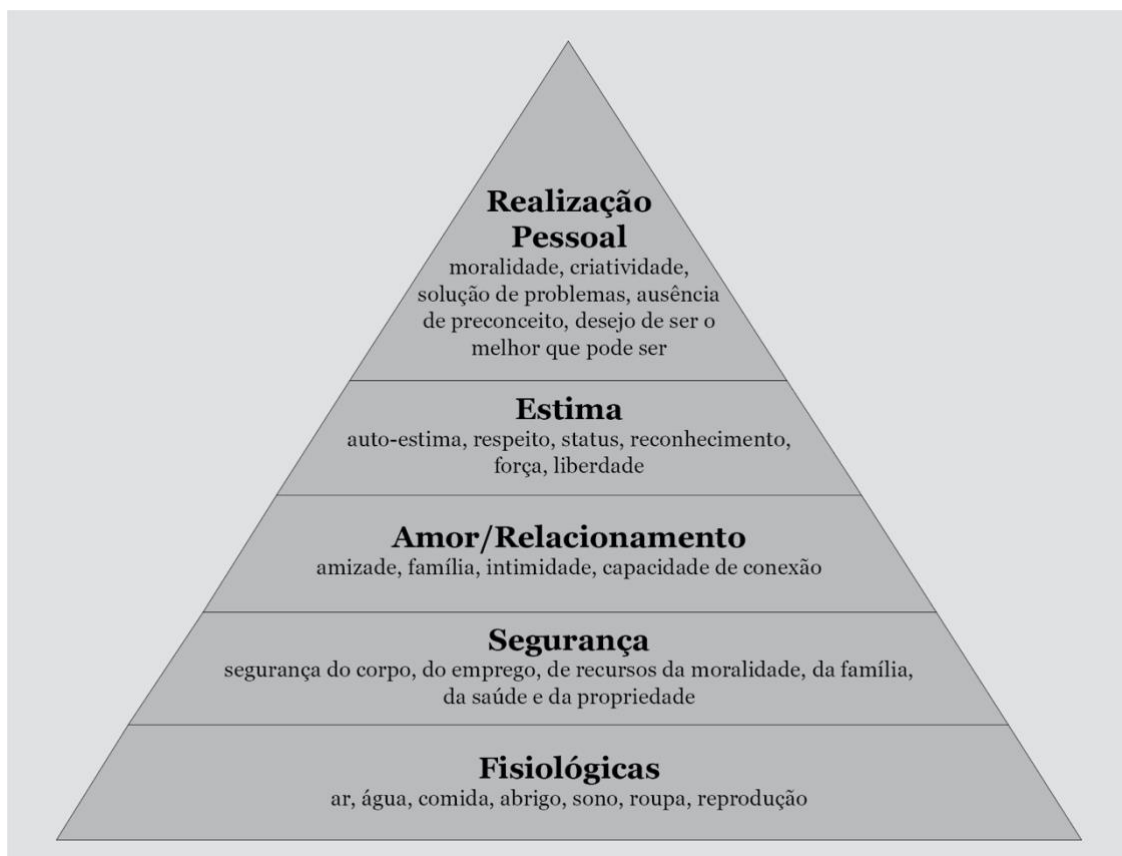 Realização
Pessoal
moralidade, criatividade,
solução de problemas, ausência
de preconceito, desejo de ser o
melhor que pode ser
Estima
auto-estima, respeito, status, reconhecimento,
força, liberdade
Amor/Relacionamento
amizade, família, intimidade, capacidade de conexão
Segurança
segurança do corpo, do emprego, de recursos da moralidade, da família,
da saúde e da propriedade
Fisiológicas
ar, água, comida, abrigo, sono, roupa, reprodução